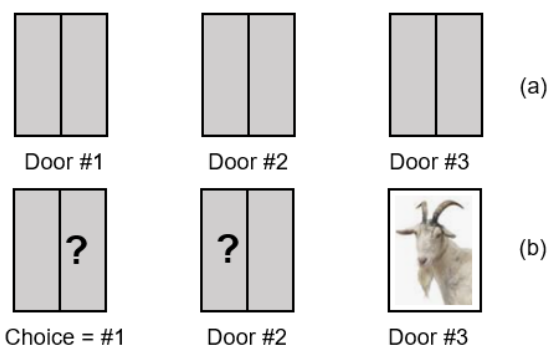 (a)
Door #1 Door #2 Door #3
? ? (b)
Choice = #1 Door #2 Door #3